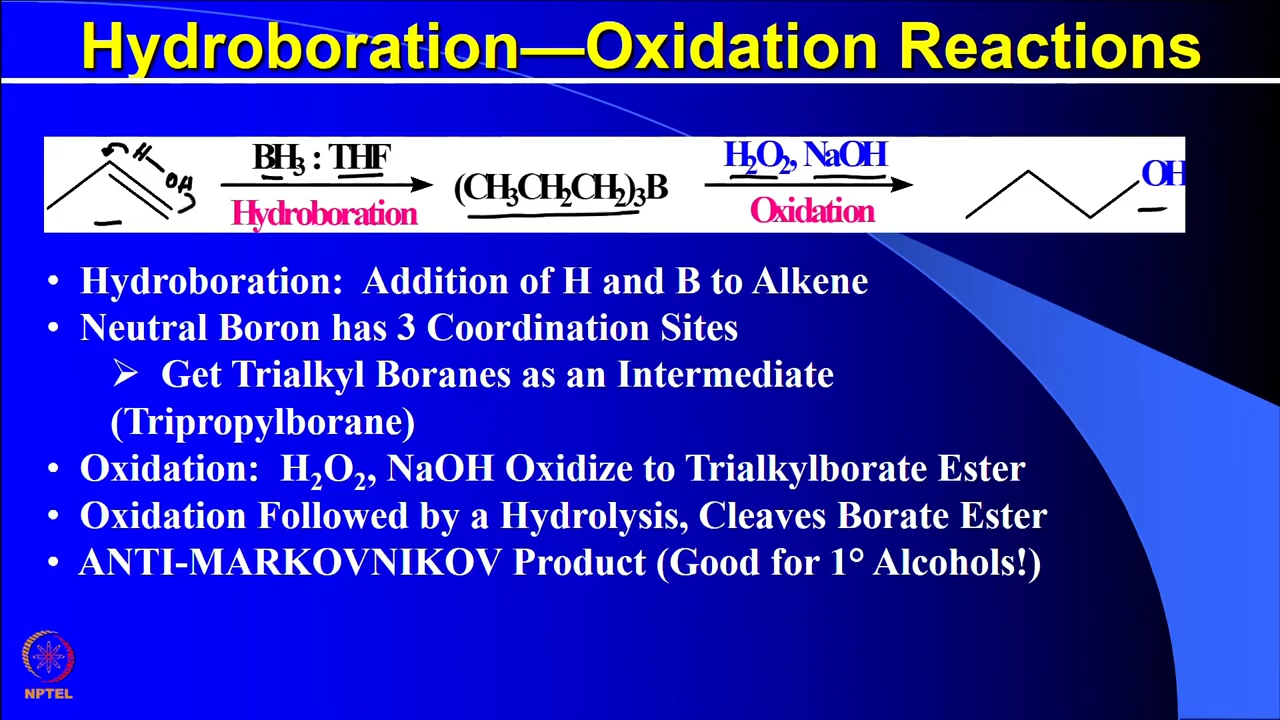 Hydroboration—Oxidation Reactions
H
OH
BH₃ : THF
Hydroboration
(CH₃CH₂CH₂)₃B
H₂O₂, NaOH
Oxidation
OH
• Hydroboration: Addition of H and B to Alkene
• Neutral Boron has 3 Coordination Sites
➢ Get Trialkyl Boranes as an Intermediate
(Tripropylborane)
• Oxidation: H₂O₂, NaOH Oxidize to Trialkylborate Ester
• Oxidation Followed by a Hydrolysis, Cleaves Borate Ester
• ANTI-MARKOVNIKOV Product (Good for 1° Alcohols!)
NPTEL